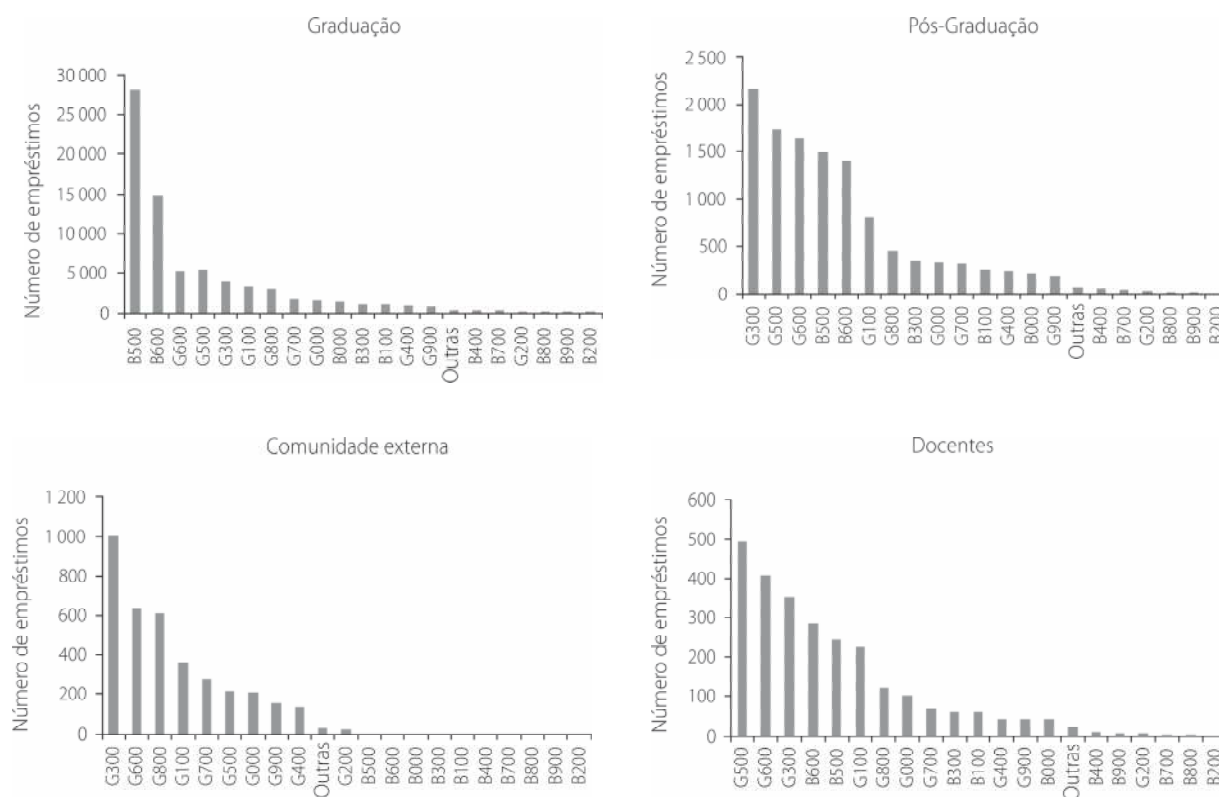 Graduação
Número de empréstimos
30 000
25 000
20 000
15 000
10 000
5 000
0
B500 B600 G600 G500 G300 G100 G800 G700 G000 B000 B300 B100 G400 G900 Outras B400 B700 G200 B800 B900 B200
Pós-Graduação
Número de empréstimos
2 500
2 000
1 500
1 000
500
0
G300 G500 G600 B500 B600 G100 G800 B300 G000 G700 B100 G400 B000 G900 Outras B400 B700 G200 B800 B900 B200
Comunidade externa
Número de empréstimos
1 200
1 000
800
600
400
200
0
G300 G600 G800 G100 G700 G500 G000 G900 G400 Outras G200 B500 B600 B000 B300 B100 B400 B700 B800 B900 B200
Docentes
Número de empréstimos
600
500
400
300
200
100
0
G500 G600 G300 B600 B500 G100 G800 G000 G700 B300 B100 G400 G900 B000 Outras B400 B900 G200 B700 B800 B200